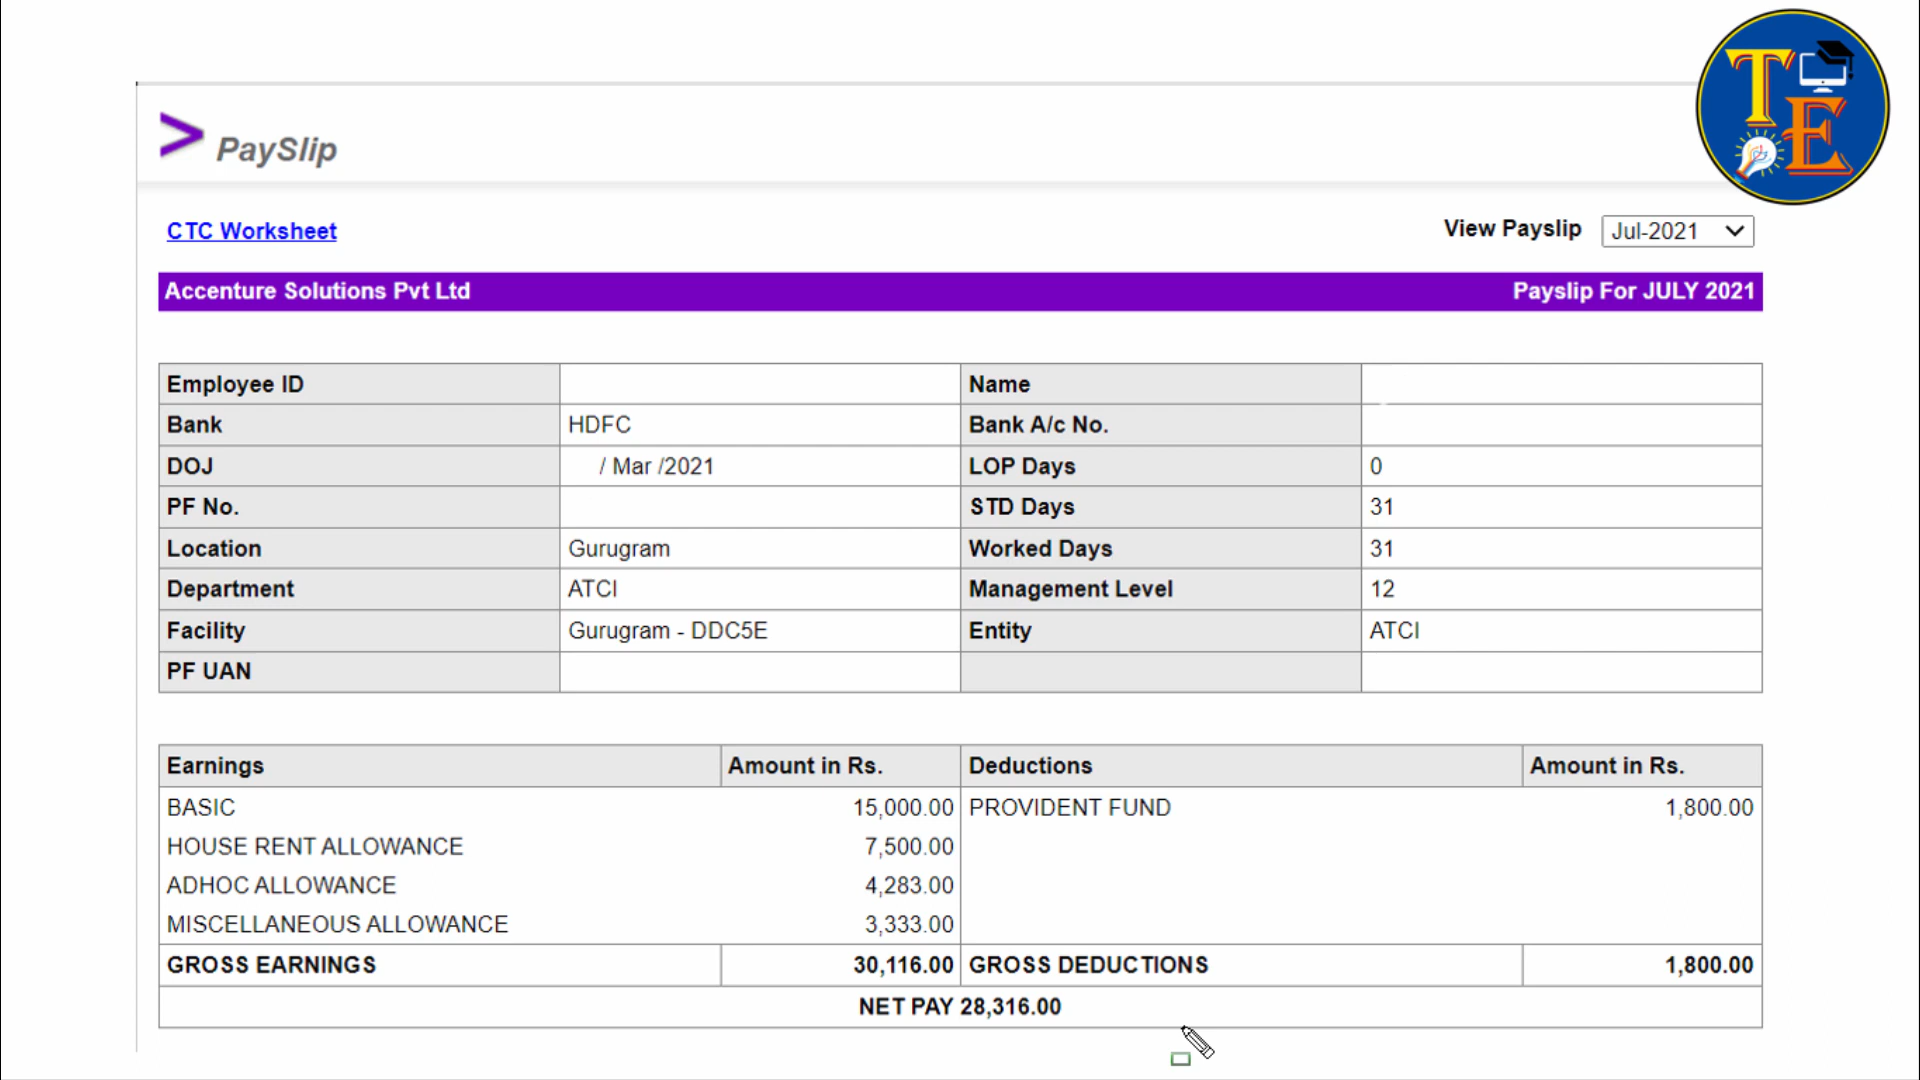 TE
> PaySlip
CTC Worksheet
View Payslip Jul-2021
Accenture Solutions Pvt Ltd Payslip For JULY 2021
Employee ID Name
Bank HDFC Bank A/c No.
DOJ / Mar /2021 LOP Days 0
PF No. STD Days 31
Location Gurugram Worked Days 31
Department ATCI Management Level 12
Facility Gurugram - DDC5E Entity ATCI
PF UAN
Earnings Amount in Rs. Deductions Amount in Rs.
BASIC 15,000.00 PROVIDENT FUND 1,800.00
HOUSE RENT ALLOWANCE 7,500.00
ADHOC ALLOWANCE 4,283.00
MISCELLANEOUS ALLOWANCE 3,333.00
GROSS EARNINGS 30,116.00 GROSS DEDUCTIONS 1,800.00
NET PAY 28,316.00